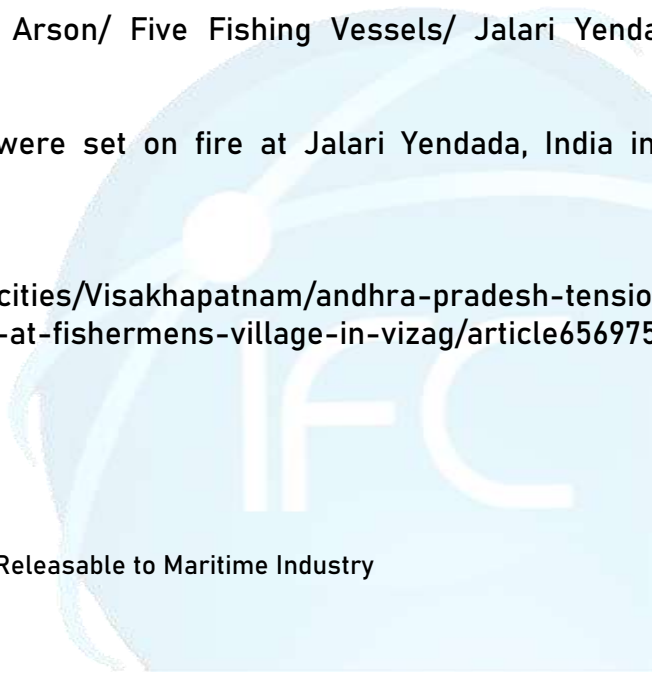 Arson/ Five Fishing Vessels/ Jalari Yenda
were set on fire at Jalari Yendada, India in
cities/Visakhapatnam/andhra-pradesh-tensio
-at-fishermens-village-in-vizag/article656975
IFC
Releasable to Maritime Industry